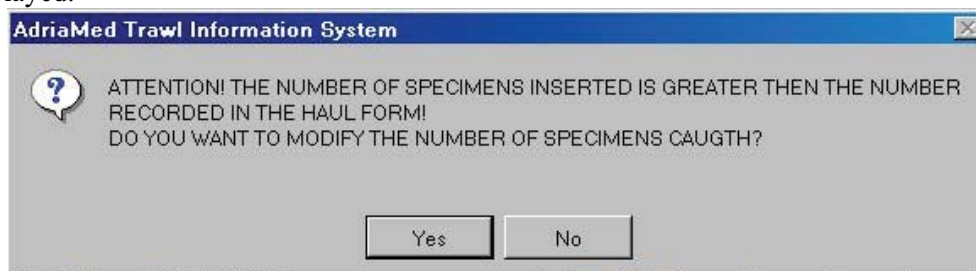 layed.
AdriaMed Trawl Information System
ATTENTION! THE NUMBER OF SPECIMENS INSERTED IS GREATER THEN THE NUMBER
RECORDED IN THE HAUL FORM!
DO YOU WANT TO MODIFY THE NUMBER OF SPECIMENS CAUGTH?
Yes No